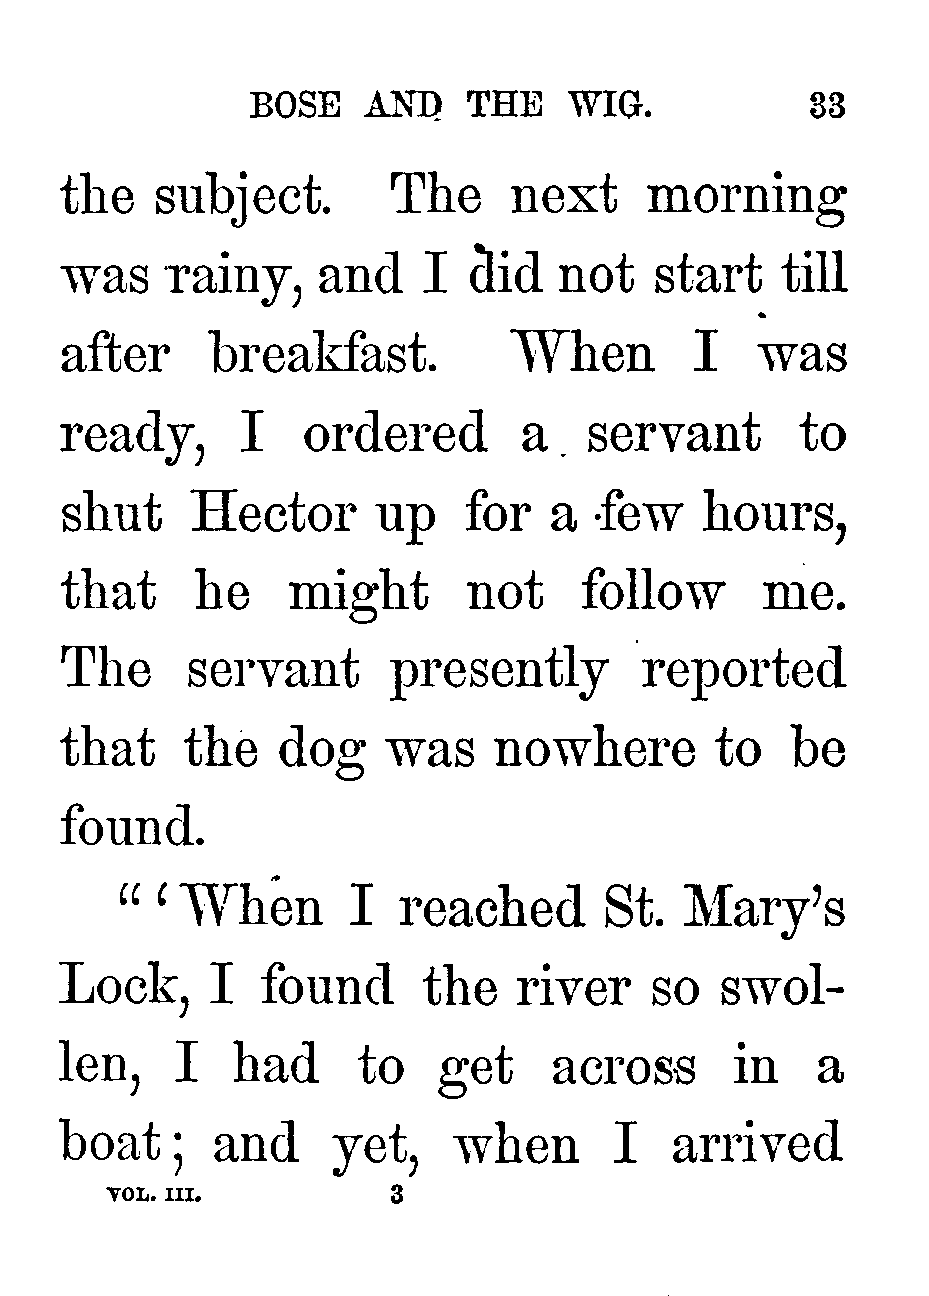 BOSE AND THE WIG. 33
the subject. The next morning
was rainy, and I did not start till
after breakfast. When I was
ready, I ordered a servant to
shut Hector up for a few hours,
that he might not follow me.
The servant presently reported
that the dog was nowhere to be
found.
"'When I reached St. Mary's
Lock, I found the river so swol-
len, I had to get across in a
boat; and yet, when I arrived
VOL. III. 3